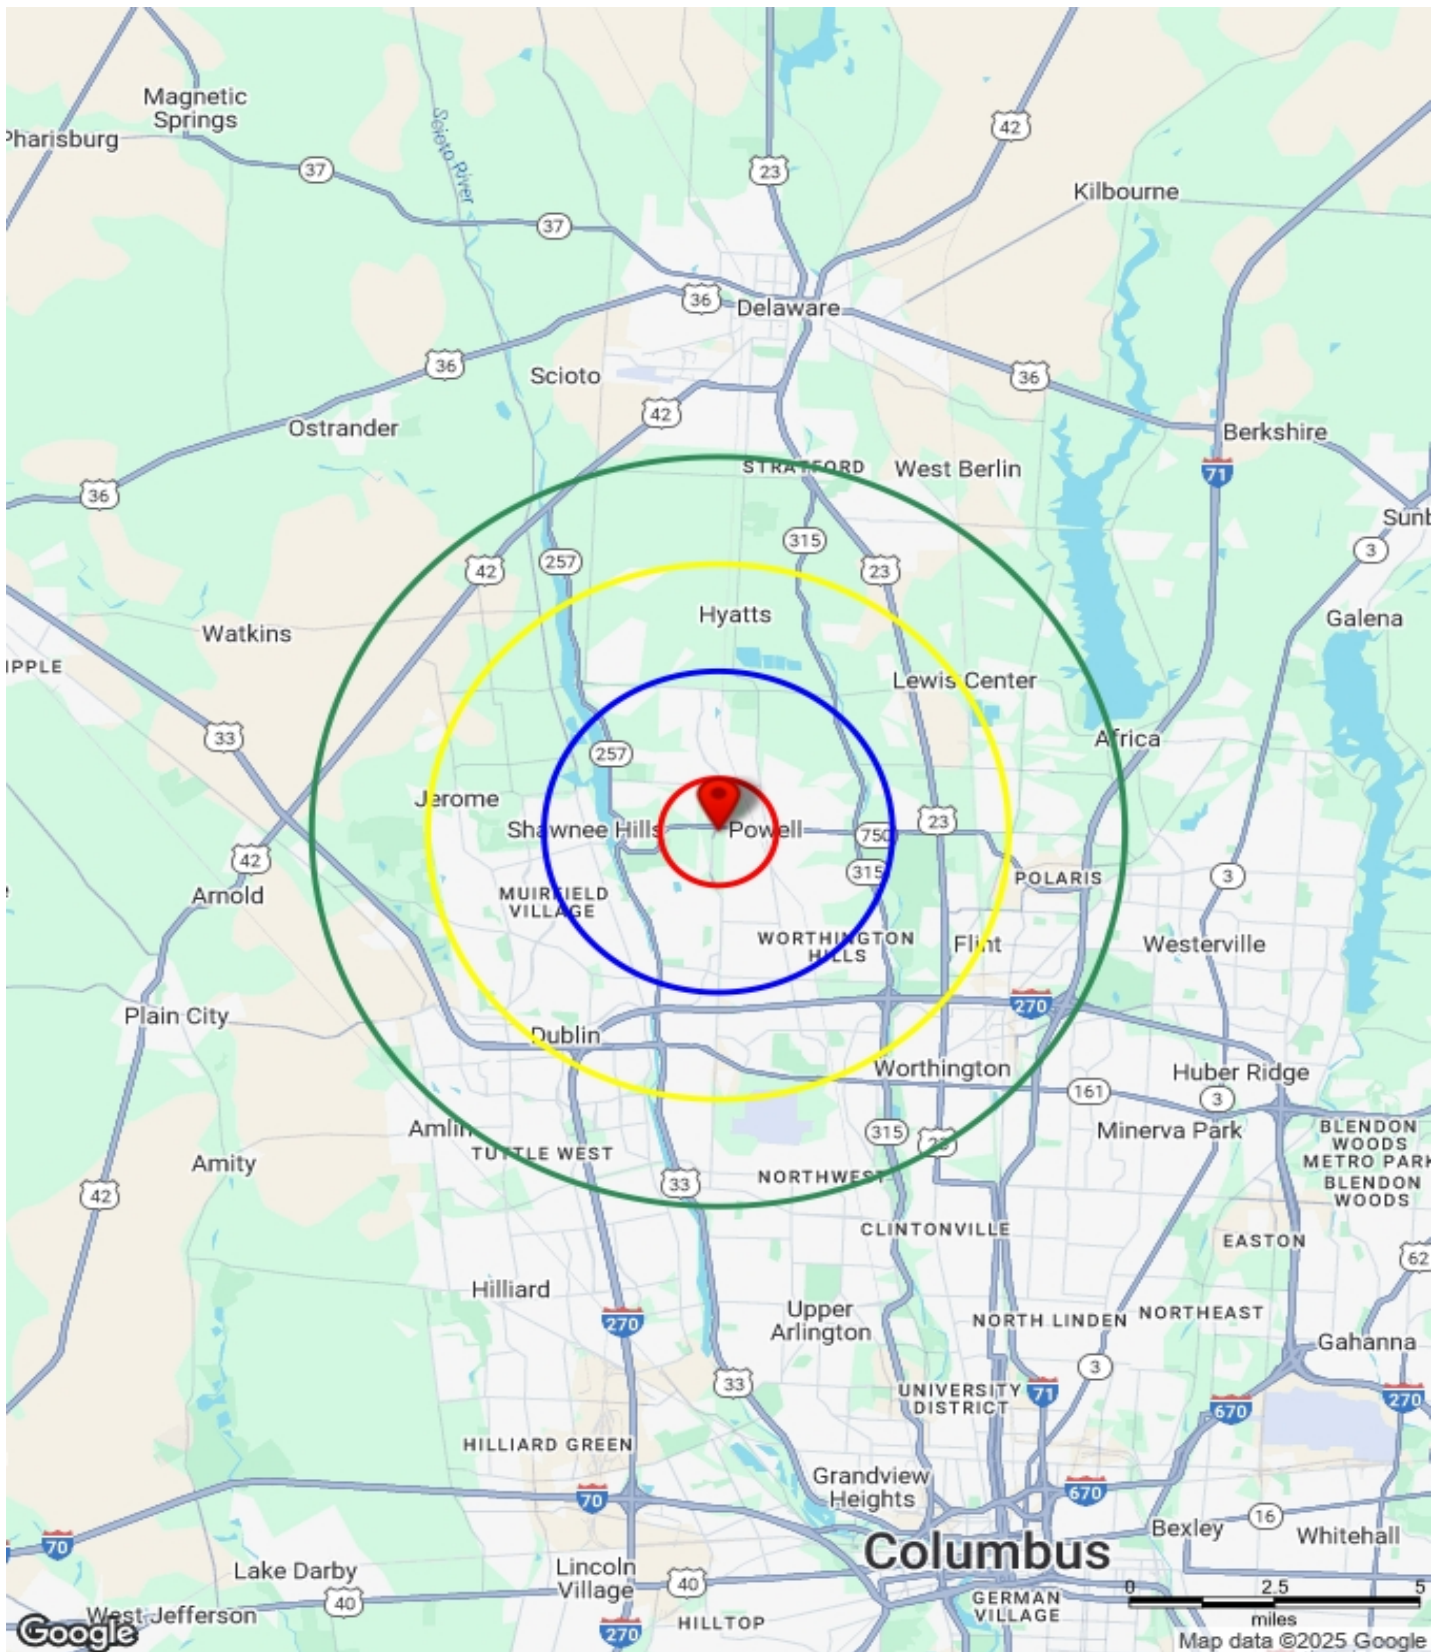 Magnetic
Springs
Pharisburg
37
Scioto River
23
42
Kilbourne
37
36
Delaware
36
Scioto
36
42
Ostrander
Berkshire
STRATFORD
West Berlin
71
36
Sunb
315
3
257
42
23
Hyatts
Galena
Watkins
IPPLE
Lewis Center
33
257
Africa
Jerome
Shawnee Hills
Powell
750
23
42
315
POLARIS
3
Arnold
MUIRFIELD
VILLAGE
WORTHINGTON
HILLS
Flint
Westerville
270
Plain City
Dublin
Worthington
Huber Ridge
161
3
Amlin
315
23
Minerva Park
BLENDON
WOODS
METRO PARK
BLENDON
WOODS
TUTTLE WEST
Amity
33
NORTHWEST
42
CLINTONVILLE
EASTON
62
Hilliard
270
Upper
Arlington
NORTH LINDEN
NORTHEAST
Gahanna
3
33
UNIVERSITY
DISTRICT
71
670
270
HILLIARD GREEN
Grandview
Heights
70
670
16
Bexley
Whitehall
70
Columbus
Lake Darby
Lincoln
Village
40
40
0 2.5 5
miles
GERMAN
VILLAGE
West Jefferson
HILLTOP
270
Google
Map data ©2025 Google